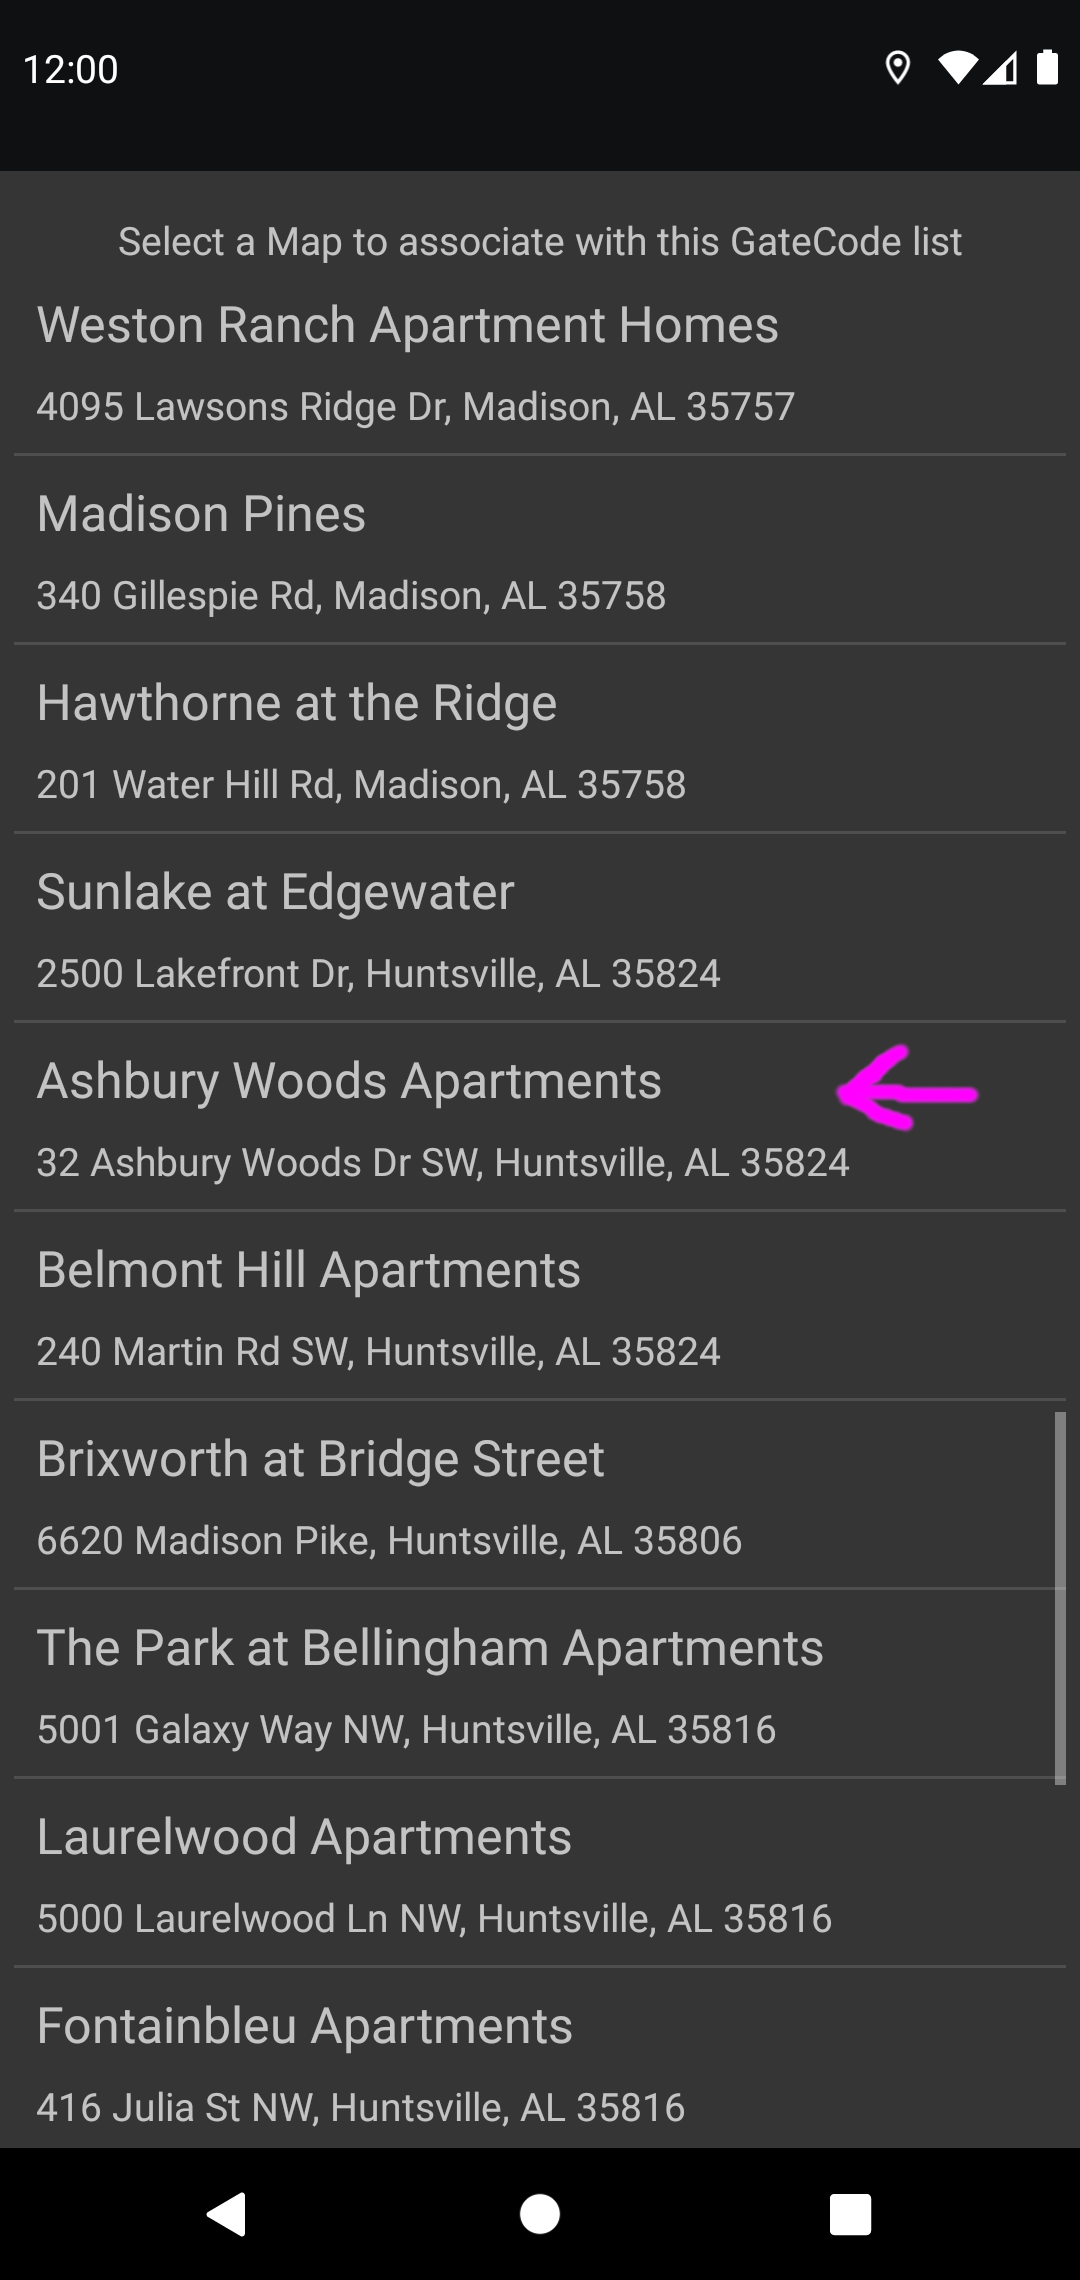 12:00
Select a Map to associate with this GateCode list
Weston Ranch Apartment Homes
4095 Lawsons Ridge Dr, Madison, AL 35757
Madison Pines
340 Gillespie Rd, Madison, AL 35758
Hawthorne at the Ridge
201 Water Hill Rd, Madison, AL 35758
Sunlake at Edgewater
2500 Lakefront Dr, Huntsville, AL 35824
Ashbury Woods Apartments
32 Ashbury Woods Dr SW, Huntsville, AL 35824
Belmont Hill Apartments
240 Martin Rd SW, Huntsville, AL 35824
Brixworth at Bridge Street
6620 Madison Pike, Huntsville, AL 35806
The Park at Bellingham Apartments
5001 Galaxy Way NW, Huntsville, AL 35816
Laurelwood Apartments
5000 Laurelwood Ln NW, Huntsville, AL 35816
Fontainbleu Apartments
416 Julia St NW, Huntsville, AL 35816